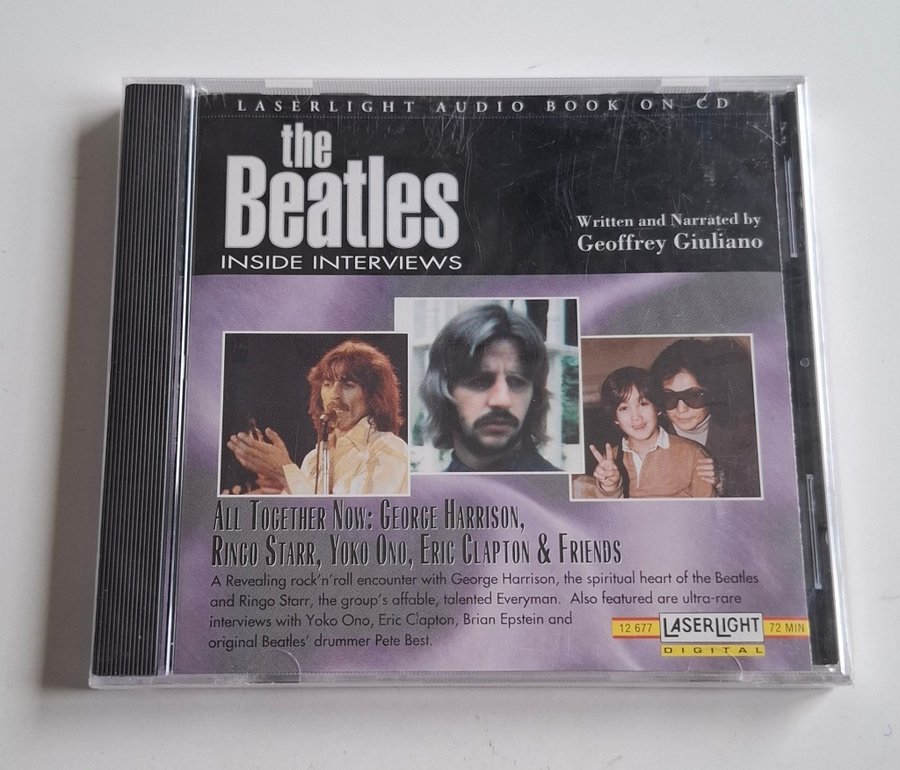 LASERLIGHT AUDIO BOOK ON CD
the
Beatles
INSIDE INTERVIEWS
Written and Narrated by
Geoffrey Giuliano
ALL TOGETHER NOW: GEORGE HARRISON,
RINGO STARR, YOKO ONO, ERIC CLAPTON & FRIENDS
A Revealing rock'n'roll encounter with George Harrison, the spiritual heart of the Beatles
and Ringo Starr, the group's affable, talented Everyman. Also featured are ultra-rare
interviews with Yoko Ono, Eric Clapton, Brian Epstein and
original Beatles' drummer Pete Best.
12 677 LASERLIGHT 72 MIN
DIGITAL